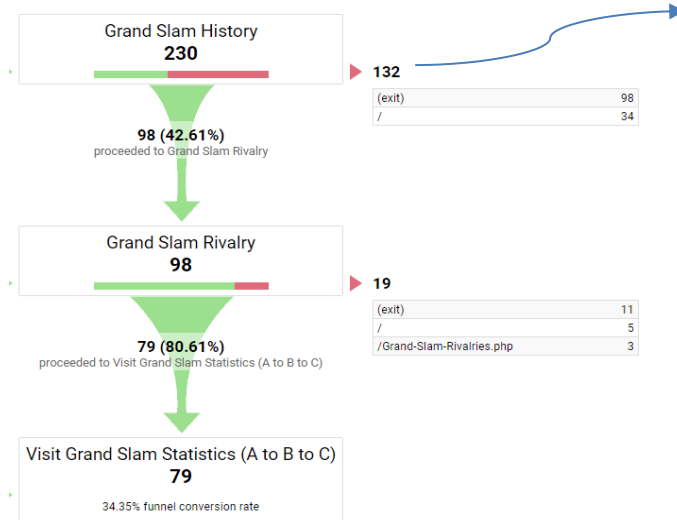 Grand Slam History
230
132
(exit) 98
/ 34
98 (42.61%)
proceeded to Grand Slam Rivalry
Grand Slam Rivalry
98
19
(exit) 11
/ 5
/Grand-Slam-Rivalries.php 3
79 (80.61%)
proceeded to Visit Grand Slam Statistics (A to B to C)
Visit Grand Slam Statistics (A to B to C)
79
34.35% funnel conversion rate